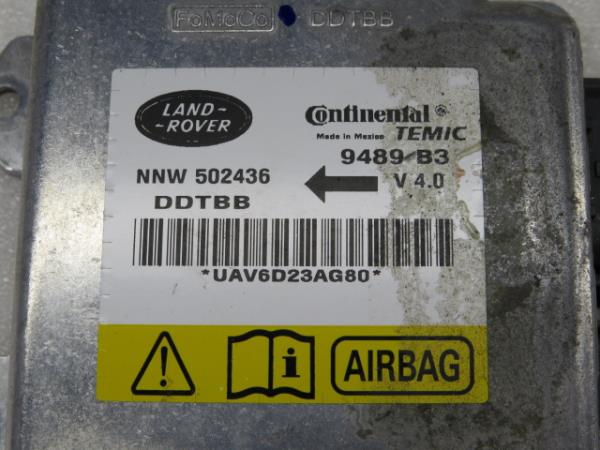 FoMoCo DDTBB
LAND-
-ROVER
Continental®
Made in Mexico TEMIC
9489 B3
NNW 502436
V 4.0
DDTBB
*UAV6D23AG80*
i
AIRBAG